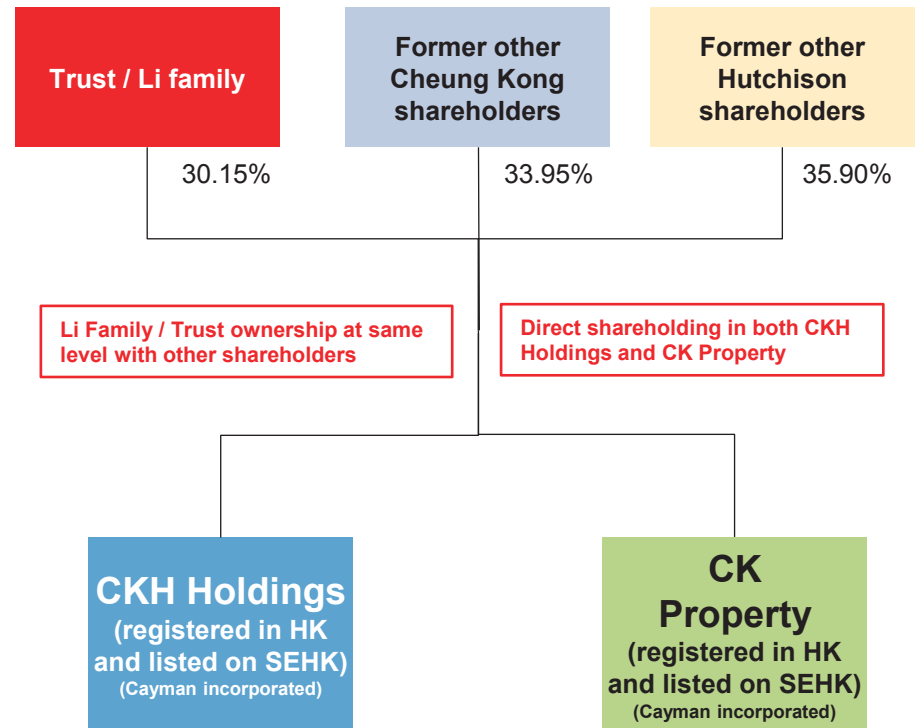 Trust / Li family
Former other
Cheung Kong
shareholders
Former other
Hutchison
shareholders
30.15%
33.95%
35.90%
Li Family / Trust ownership at same
level with other shareholders
Direct shareholding in both CKH
Holdings and CK Property
CKH Holdings
(registered in HK
and listed on SEHK)
(Cayman incorporated)
CK
Property
(registered in HK
and listed on SEHK)
(Cayman incorporated)